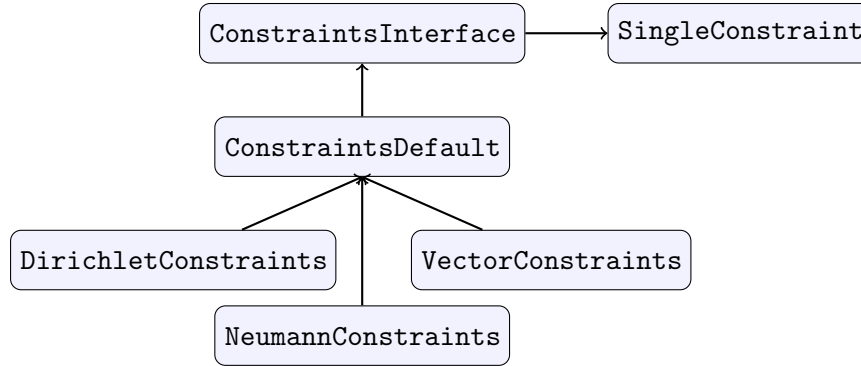 ConstraintsInterface
SingleConstraint
ConstraintsDefault
DirichletConstraints
VectorConstraints
NeumannConstraints